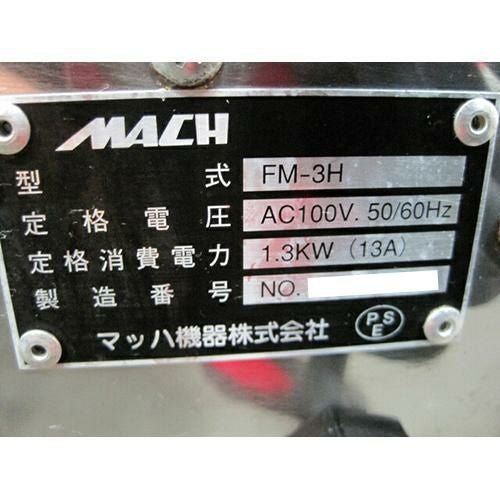 MACH
型式 FM-3H
定格電圧 AC100V. 50/60Hz
定格消費電力 1.3KW (13A)
製造番号 NO.
マッハ機器株式会社 PSE